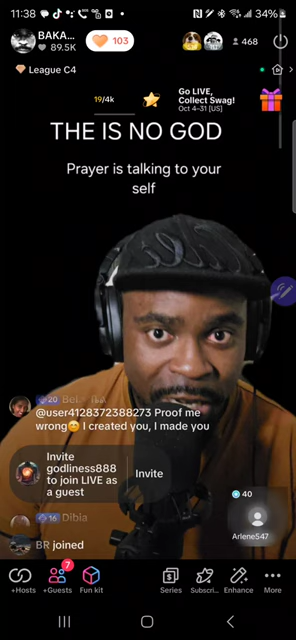 11:38
34%
BAKA...
89.5K
103
468
League C4
19/4k
Go LIVE,
Collect Swag!
Oct 4-31 [US]
THE IS NO GOD
Prayer is talking to your
self
20
@user4128372388273 Proof me
wrong😊 I created you, I made you
Invite
godliness888
to join LIVE as
a guest
Invite
40
16 Dibia
Arlene547
BR joined
7
+Hosts
+Guests
Fun kit
Series
Subscri...
Enhance
More